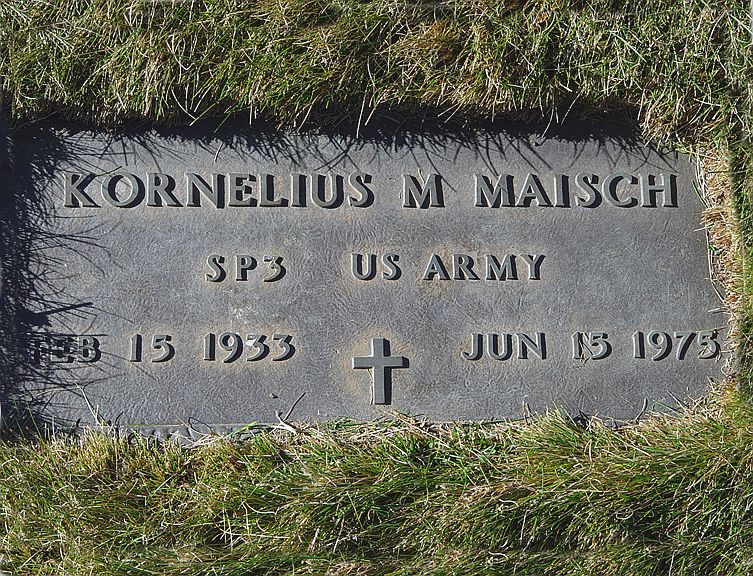 KORNELIUS M MAISCH
SP3 US ARMY
FEB 15 1933 JUN 15 1975